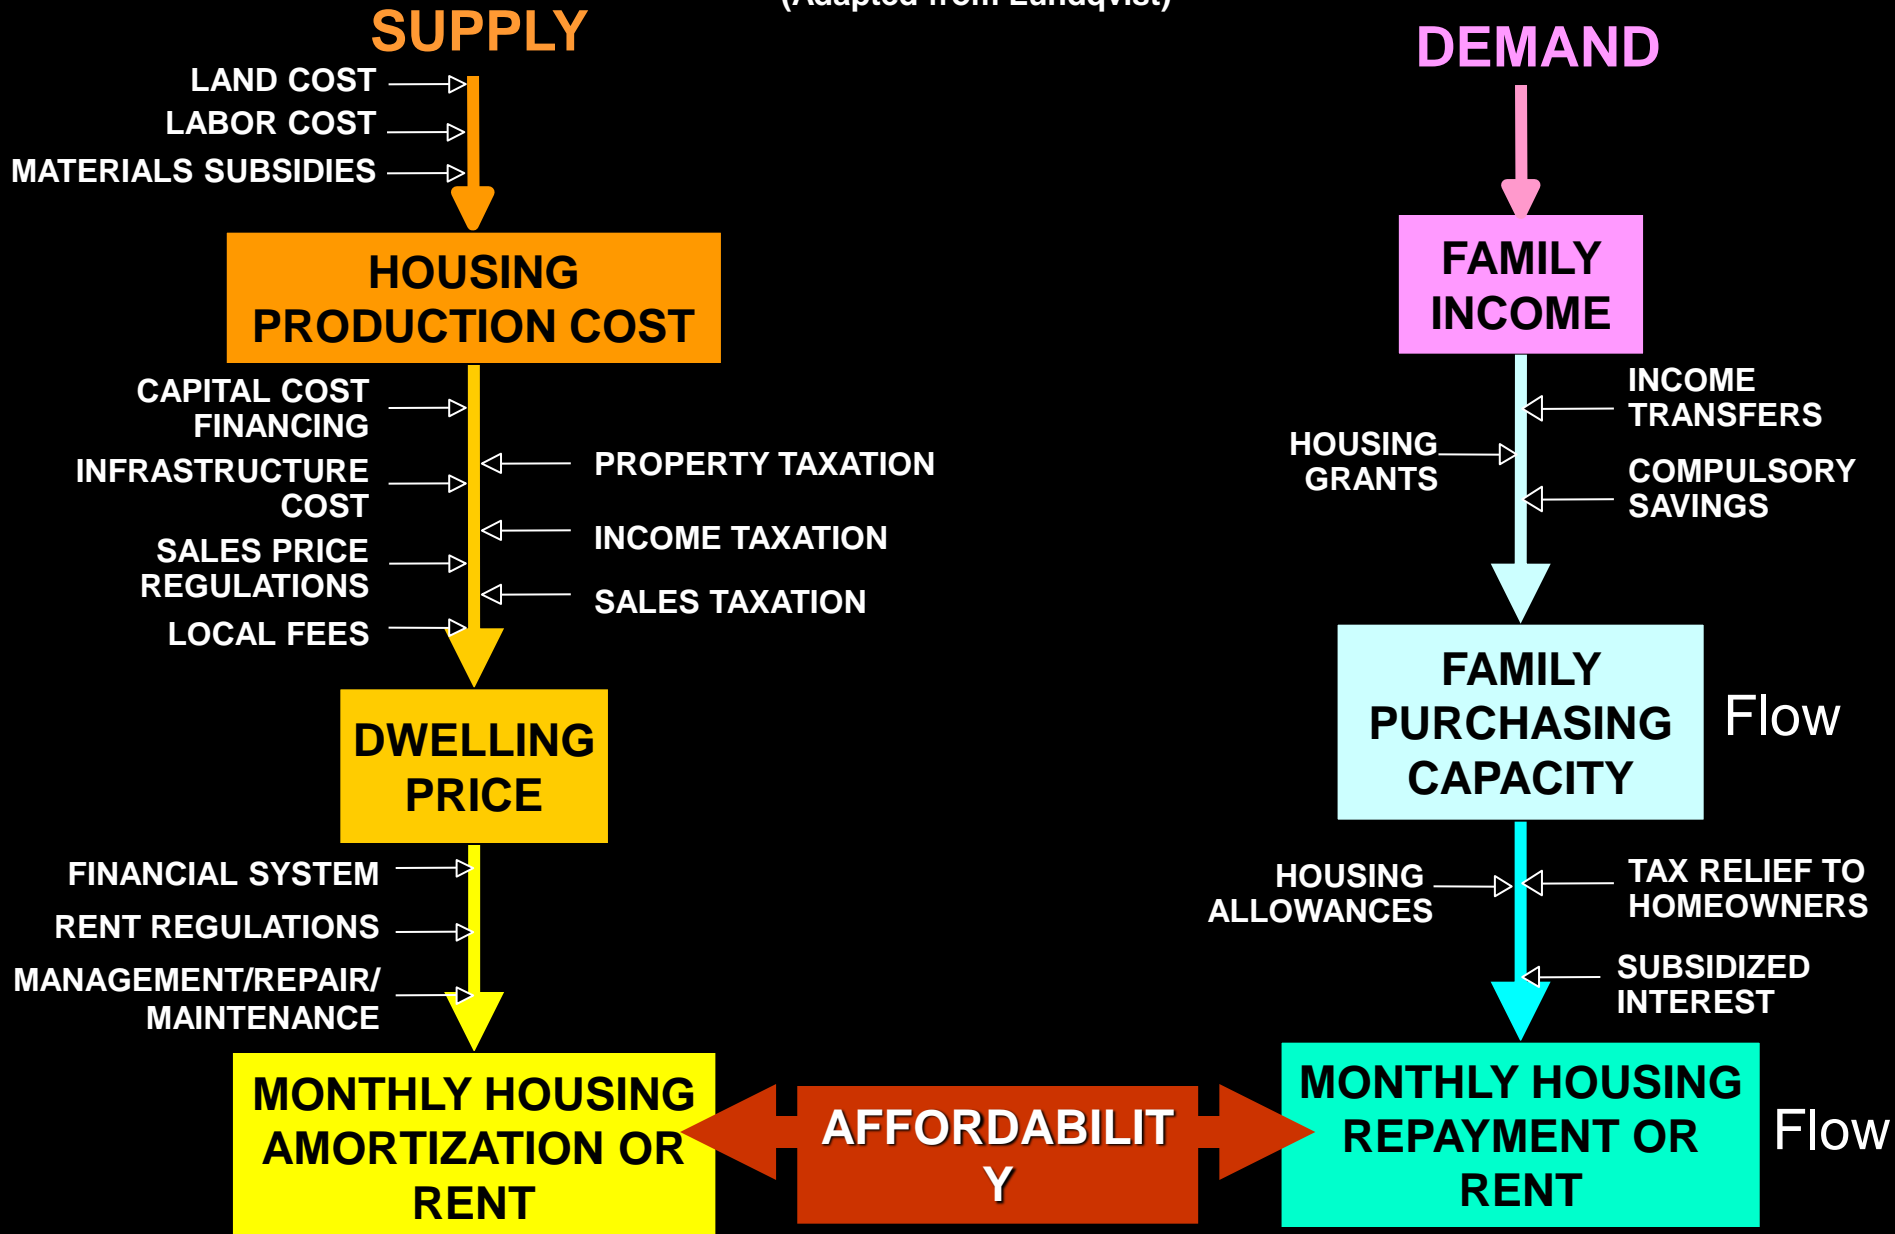 (Adapted from Lundqvist)
SUPPLY
LAND COST
LABOR COST
MATERIALS SUBSIDIES
HOUSING
PRODUCTION COST
CAPITAL COST
FINANCING
INFRASTRUCTURE
COST
SALES PRICE
REGULATIONS
LOCAL FEES
PROPERTY TAXATION
INCOME TAXATION
SALES TAXATION
DWELLING
PRICE
FINANCIAL SYSTEM
RENT REGULATIONS
MANAGEMENT/REPAIR/
MAINTENANCE
MONTHLY HOUSING
AMORTIZATION OR
RENT
AFFORDABILIT
Y
DEMAND
FAMILY
INCOME
HOUSING
GRANTS
INCOME
TRANSFERS
COMPULSORY
SAVINGS
FAMILY
PURCHASING
CAPACITY
Flow
HOUSING
ALLOWANCES
TAX RELIEF TO
HOMEOWNERS
SUBSIDIZED
INTEREST
MONTHLY HOUSING
REPAYMENT OR
RENT
Flow